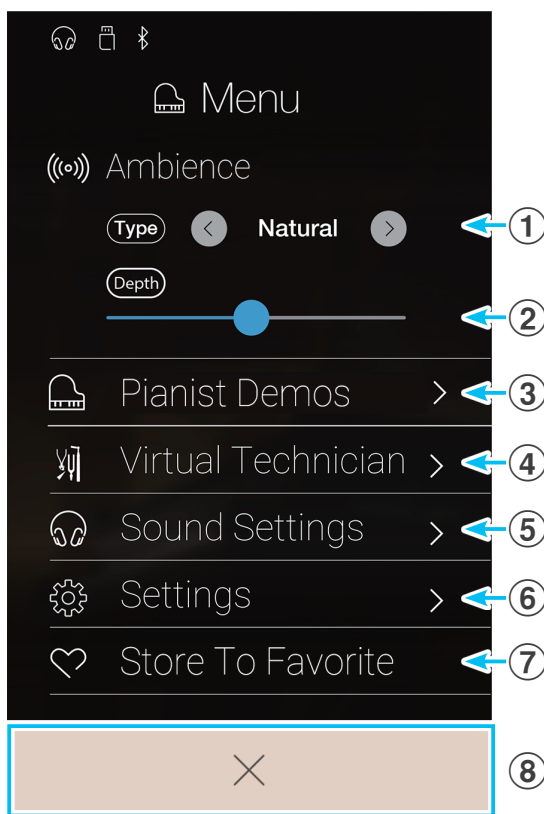 Menu
Ambience
Type < Natural > ①
Depth
②
Pianist Demos > ③
Virtual Technician > ④
Sound Settings > ⑤
Settings > ⑥
Store To Favorite ⑦
⑧